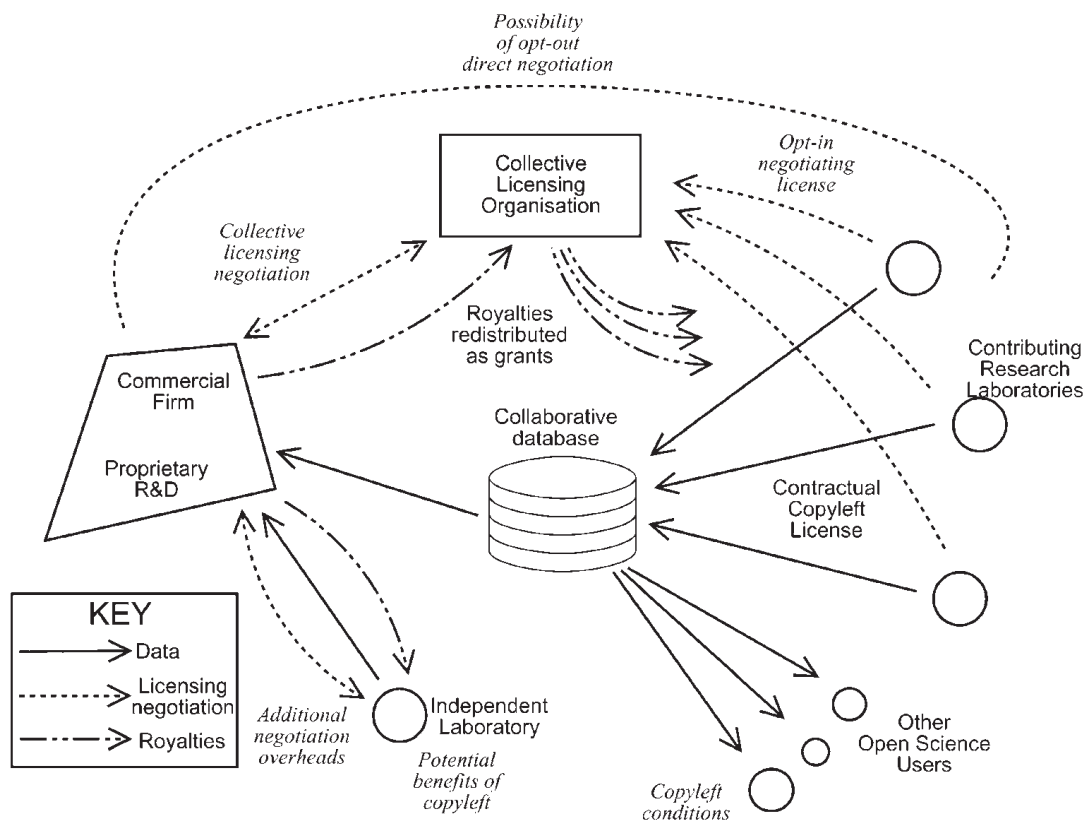 Possibility
of opt-out
direct negotiation
Collective
Licensing
Organisation
Opt-in
negotiating
license
Collective
licensing
negotiation
Royalties
redistributed
as grants
Contributing
Research
Laboratories
Commercial
Firm
Proprietary
R&D
Collaborative
database
Contractual
Copyleft
License
KEY
Data
Licensing
negotiation
Royalties
Additional
negotiation
overheads
Independent
Laboratory
Potential
benefits of
copyleft
Other
Open Science
Users
Copyleft
conditions